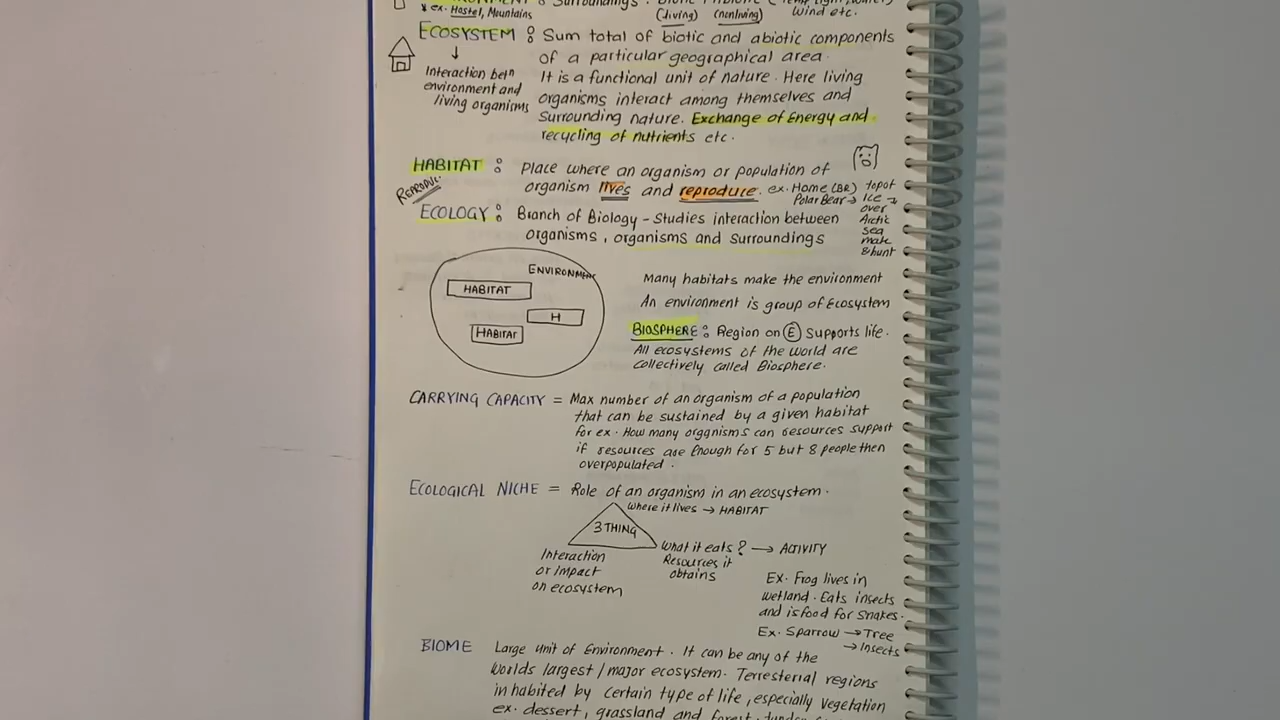 : Surroundings.
ex. Hostel, Mountains (living) (nonliving) wind etc.
ECOSYSTEM : Sum total of biotic and abiotic components
of a particular geographical area.
↓
Interaction betn
environment and
living organisms
It is a functional unit of nature. Here living
organisms interact among themselves and
surrounding nature. Exchange of Energy and
recycling of nutrients etc.
HABITAT : Place where an organism or population of
organism lives and reproduce. ex. Home (BR)
Polar Bear →
Ice →
over
Arctic
sea
mate
& hunt
ECOLOGY : Branch of Biology - Studies interaction between
organisms, organisms and surroundings
ENVIRONMENT
HABITAT
H
HABITAT
Many habitats make the environment
An environment is group of Ecosystem
BIOSPHERE : Region on E Supports life.
All ecosystems of the world are
collectively called Biosphere.
CARRYING CAPACITY = Max number of an organism of a population
that can be sustained by a given habitat
for ex. How many organisms can resources support
if resources are enough for 5 but 8 people then
overpopulated.
ECOLOGICAL NICHE = Role of an organism in an ecosystem.
where it lives → HABITAT
3 THING
What it eats? → ACTIVITY
Resources it
obtains
Interaction
or impact
on ecosystem
Ex. Frog lives in
wetland. Eats insects
and is food for snakes.
Ex. Sparrow → Tree
→ Insects
BIOME Large Unit of Environment. It can be any of the
worlds largest/major ecosystem. Terresterial regions
inhabited by certain type of life, especially vegetation
ex. dessert, grassland and forest,